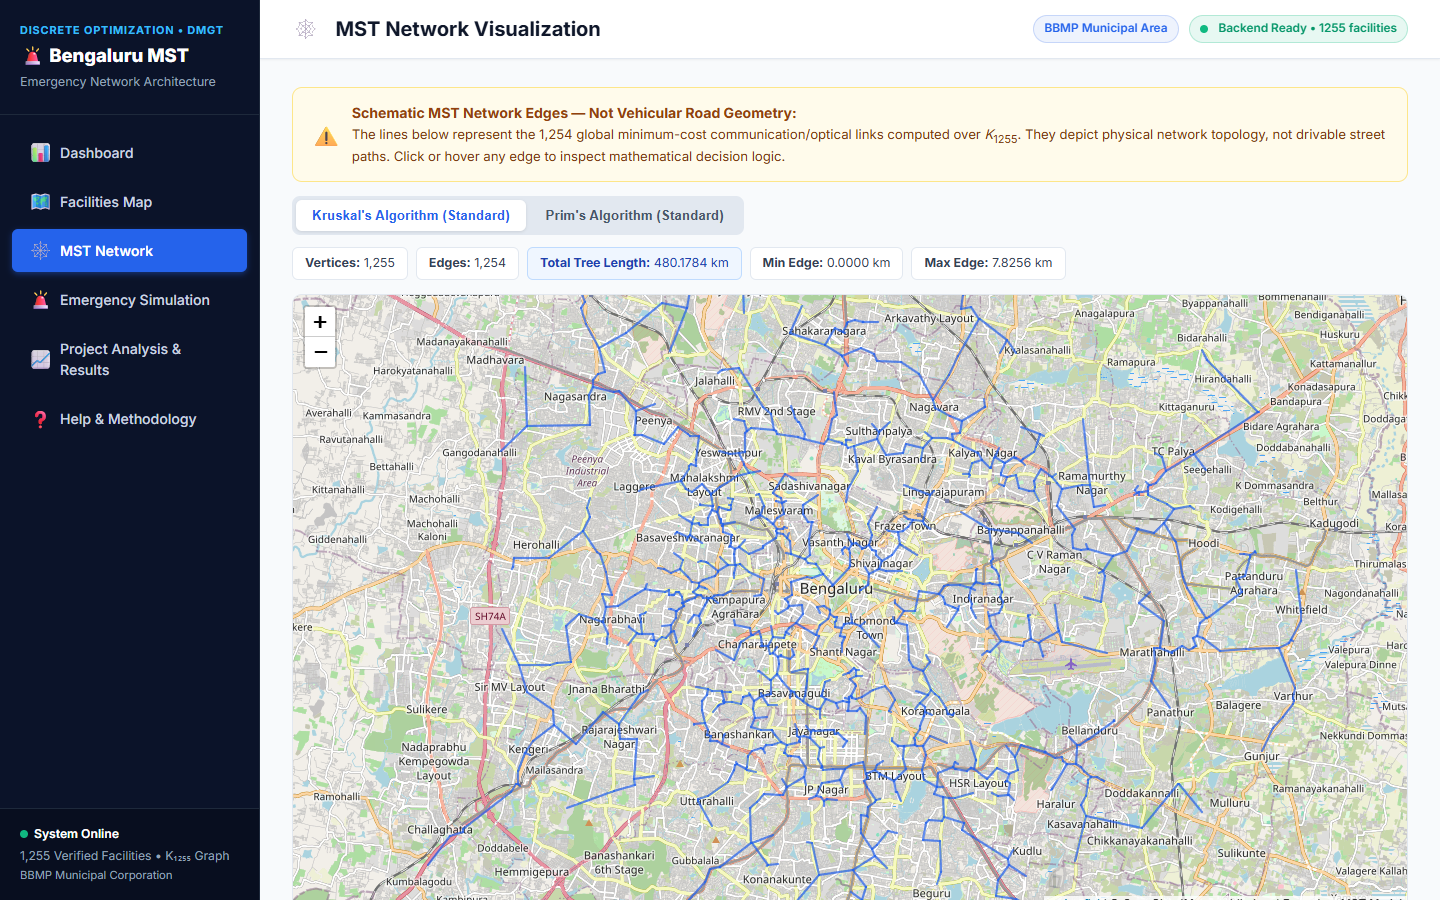 DISCRETE OPTIMIZATION • DMGT
Bengaluru MST
Emergency Network Architecture
Dashboard
Facilities Map
MST Network
Emergency Simulation
Project Analysis &
Results
Help & Methodology
System Online
1,255 Verified Facilities • K₁₂₅₅ Graph
BBMP Municipal Corporation
MST Network Visualization
BBMP Municipal Area
Backend Ready • 1255 facilities
Schematic MST Network Edges — Not Vehicular Road Geometry:
The lines below represent the 1,254 global minimum-cost communication/optical links computed over K₁₂₅₅. They depict physical network topology, not drivable street
paths. Click or hover any edge to inspect mathematical decision logic.
Kruskal's Algorithm (Standard)
Prim's Algorithm (Standard)
Vertices: 1,255
Edges: 1,254
Total Tree Length: 480.1784 km
Min Edge: 0.0000 km
Max Edge: 7.8256 km
+
−
Byappanahalli
Bommenahalli
Bendiganahalli
Anagalapura
Arkavathy Layout
Sahakaranagara
Huskuru
Madanayakanahalli
Bidarahalli
Kyalasanahalli
Madhavara
Ramapura
Kattamanallur
Harokyatanahalli
Jalahalli
Hirandahalli
Konadasapura
Nagasandra
Bandapura
Chikk
Averahalli
Kammasandra
RMV 2nd Stage
Nagavara
Kittaganuru
Peenya
Bidare Agrahara
Doddaga
Ravutanahalli
Sulthanpalya
Gangodanahalli
Yeswanthpur
Kalyan Nagar
TC Palya
Doddabanahalli
Bettahalli
Peenya
Industrial
Area
Kaval Byrasandra
Seegehalli
Mahalakshmi
Layout
Ramamurthy
Nagar
Kittanahalli
Laggere
Sadashivanagar
Lingarajapuram
K Dommasandra
Mallasa
Machohalli
Malleswaram
Belthur
Kodigehalli
Machohalli
Kaloni
Frazer Town
Baiyyappanahalli
Kadugodi
Kora
Giddenahalli
Basaveshwaranagar
Vasanth Nagar
Hoodi
Herohalli
Shivajinagar
C V Raman
Nagar
Thirumalas
Pattanduru
Agrahara
Bengaluru
Nagondanahalli
Kempapura
Agrahara
Indiranagar
Whitefield
SH74A
Nagarabhavi
Richmond
Town
kere
Chamarajapete
Shanti Nagar
Marathahalli
Valepura
Valepura Dinne
Sir MV Layout
Jnana Bharathi
Basavanagudi
Varthur
Sulikere
Koramangala
Panathur
Balagere
Rajarajeshwari
Nagar
Banashankari
Jayanagar
Bellanduru
Nekkundi Dommas
Nadaprabhu
Kempegowda
Layout
Kengeri
Mailasandra
Gunjur
BTM Layout
HSR Layout
Ramohalli
JP Nagar
Doddakannalli
Ramanayakanahalli
Uttarahalli
Haralur
Mulluru
Challaghatta
Kasavanahalli
Doddabele
Banashankari
6th Stage
Gubbalala
Kudlu
Chikkanayakanahalli
Sulikunte
Hemmigepura
Valagere Kallah
Kumbalagodu
Konanakunte
Beguru